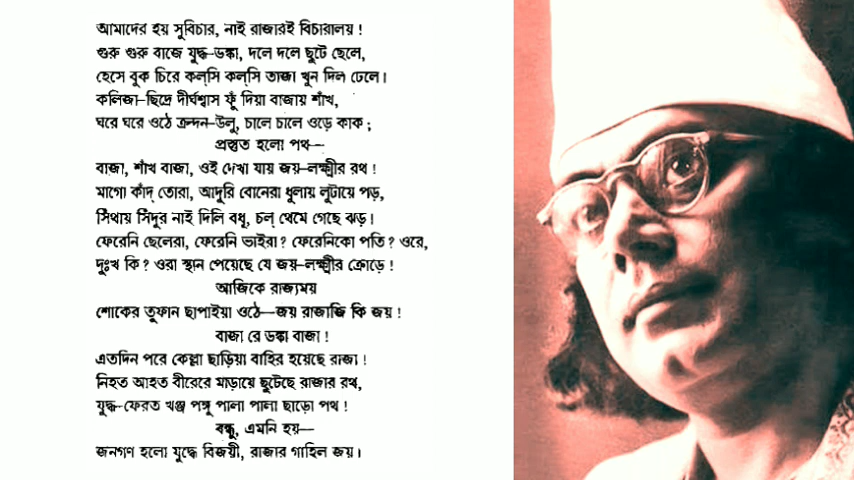 আমাদের হয় সুবিচার, নাই রাজারই বিচারালয় !
গুরু গুরু বাজে যুদ্ধ-ডঙ্কা, দলে দলে ছুটে ছেলে,
হেসে বুক চিরে কল্‌সি কল্‌সি তাজা খুন দিল ঢেলে।
কলিজা-ছিদ্রে দীর্ঘশ্বাস ফুঁ দিয়া বাজায় শাঁখ,
ঘরে ঘরে ওঠে ক্রন্দন-উলু, চালে চালে ওড়ে কাক ;
প্রস্তুত হলো পথ—
বাজা, শাঁখ বাজা, ওই দেখা যায় জয়-লক্ষ্মীর রথ !
মাগো কাঁদ্ তোরা, আদুরি বোনেরা ধুলায় লুটায়ে পড়,
সিঁথায় সিঁদুর নাই দিলি বধু, চল্ থেমে গেছে ঝড়।
ফেরেনি ছেলেরা, ফেরেনি ভাইরা ? ফেরেনিকো পতি ? ওরে,
দুঃখ কি ? ওরা স্থান পেয়েছে যে জয়-লক্ষ্মীর ক্রোড়ে !
আজিকে রাজ্যময়
শোকের তুফান ছাপাইয়া ওঠে—জয় রাজাজি কি জয় !
বাজা রে ডঙ্কা বাজা !
এতদিন পরে কেল্লা ছাড়িয়া বাহির হয়েছে রাজা !
নিহত আহত বীরেরে মাড়ায়ে ছুটেছে রাজার রথ,
যুদ্ধ-ফেরত খঞ্জ পঙ্গু পালা পালা ছাড়ো পথ !
বন্ধু, এমনি হয়—
জনগণ হলো যুদ্ধে বিজয়ী, রাজার গাহিল জয়।